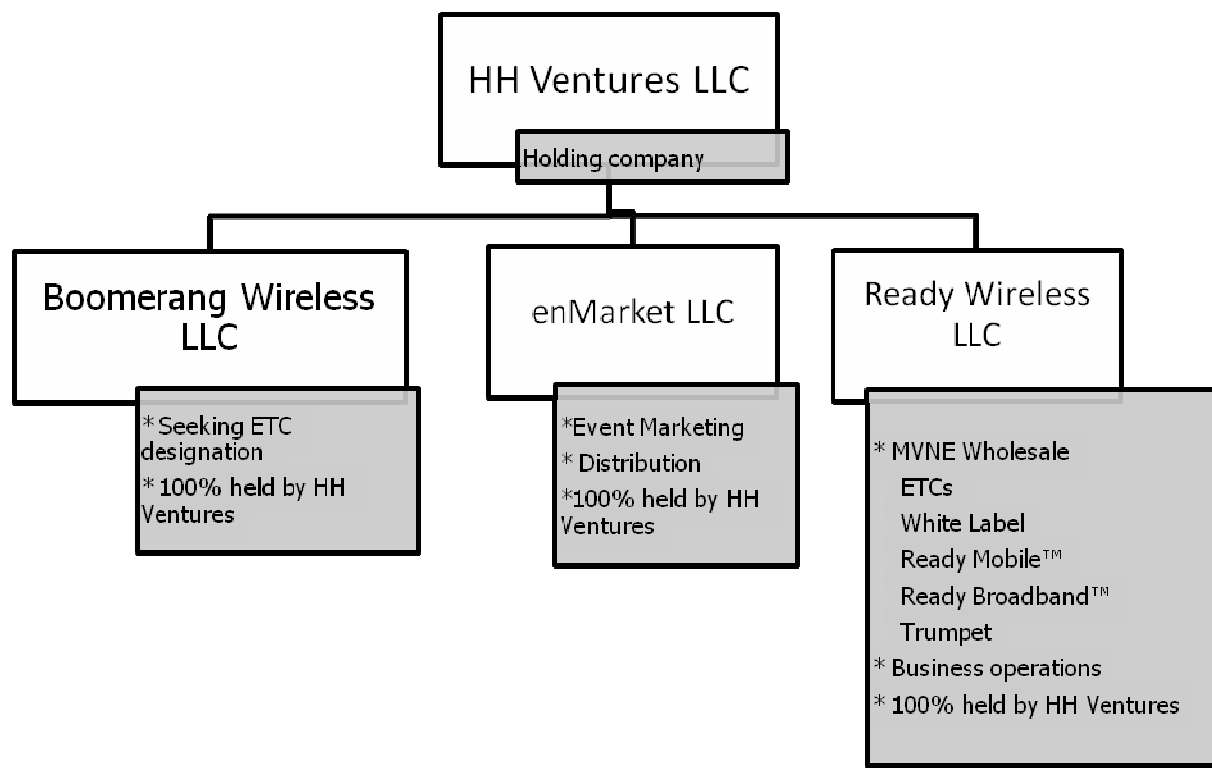 HH Ventures LLC
Holding company
Boomerang Wireless
LLC
* Seeking ETC
designation
* 100% held by HH
Ventures
enMarket LLC
*Event Marketing
* Distribution
*100% held by HH
Ventures
Ready Wireless
LLC
* MVNE Wholesale
ETCs
White Label
Ready Mobile™
Ready Broadband™
Trumpet
* Business operations
* 100% held by HH Ventures